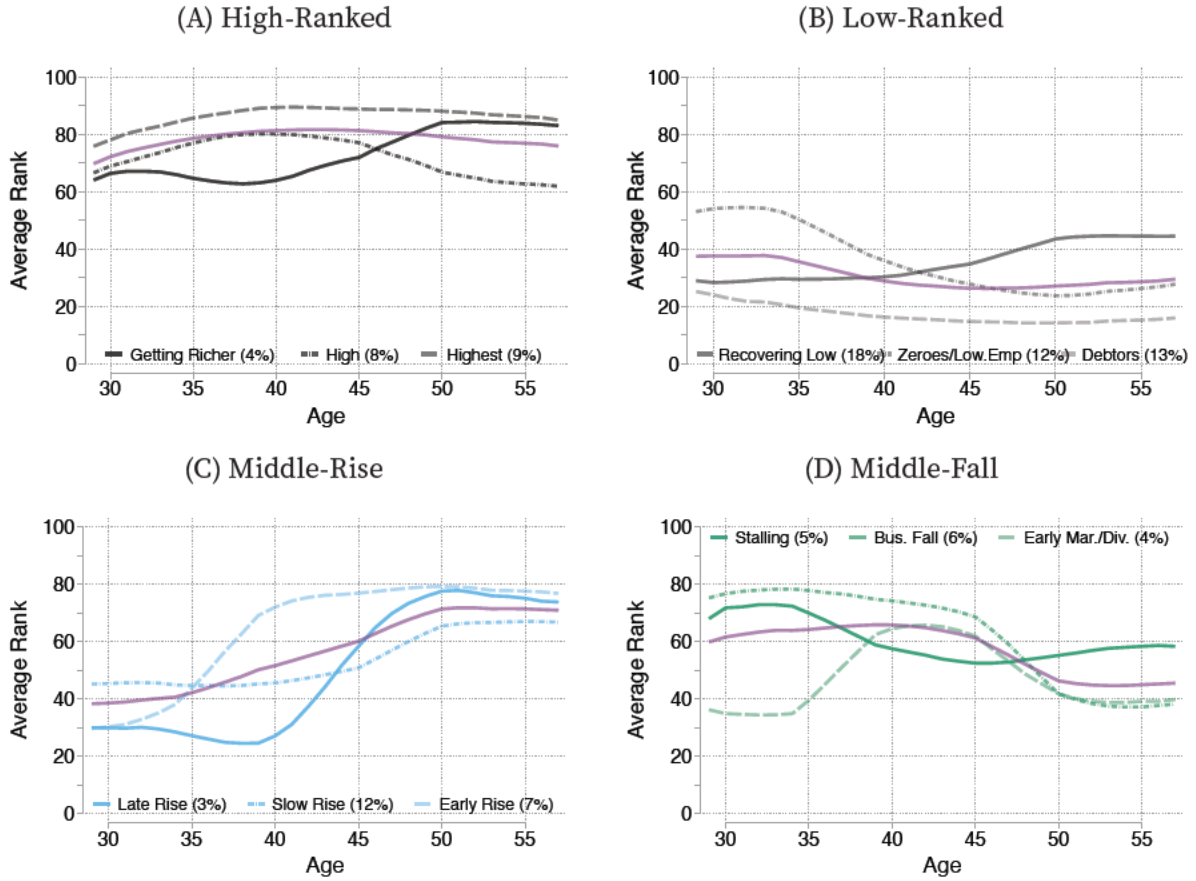 (A) High-Ranked
100
80
60
40
20
0
Average Rank
Getting Richer (4%) High (8%) Highest (9%)
30 35 40 45 50 55
Age
(B) Low-Ranked
100
80
60
40
20
0
Average Rank
Recovering Low (18%) Zeroes/Low.Emp (12%) Debtors (13%)
30 35 40 45 50 55
Age
(C) Middle-Rise
100
80
60
40
20
0
Average Rank
Late Rise (3%) Slow Rise (12%) Early Rise (7%)
30 35 40 45 50 55
Age
(D) Middle-Fall
100
Stalling (5%) Bus. Fall (6%) Early Mar./Div. (4%)
80
60
40
20
0
Average Rank
30 35 40 45 50 55
Age